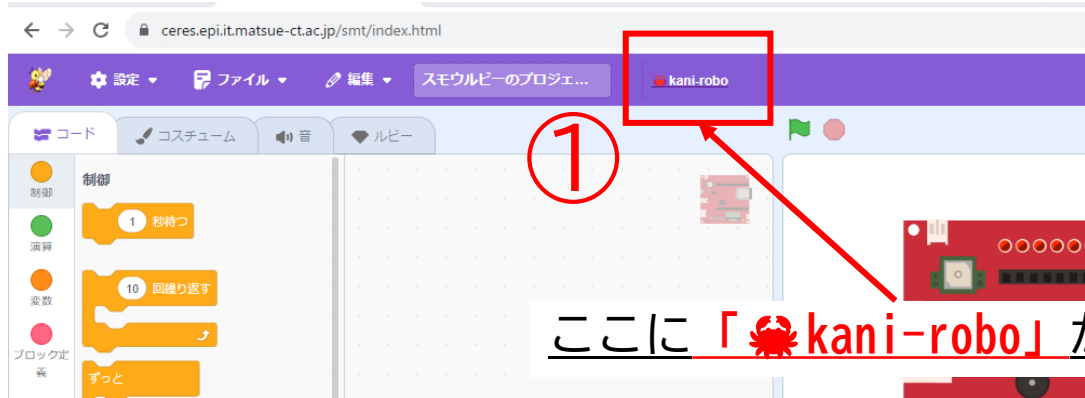 ceres.epi.it.matsue-ct.ac.jp/smt/index.html
設定 ファイル 編集 スモウルビーのプロジェ... kani-robo
コード コスチューム 音 ルビー
①
制御
制御
1 秒待つ
演算
10 回繰り返す
変数
ここに「🦀kani-robo」が
ブロック定
義
ずっと